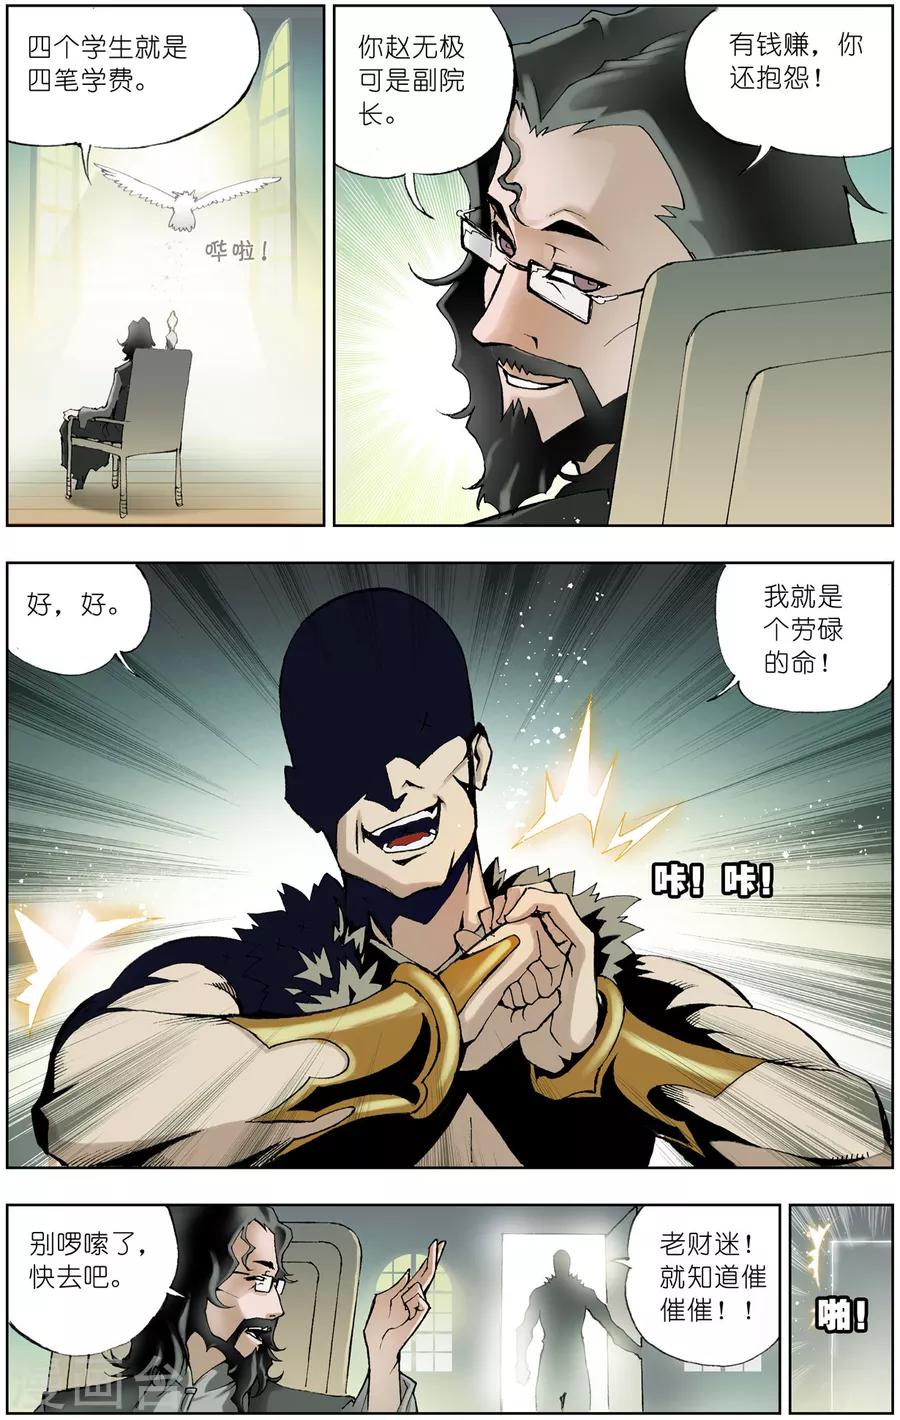 四个学生就是
四笔学费。
哗啦！
你赵无极
可是副院
长。
有钱赚，你
还抱怨！
好，好。
我就是
个劳碌
的命！
咔！咔！
别啰嗦了，
快去吧。
老财迷！
就知道催
催催！！
啪！
漫画台